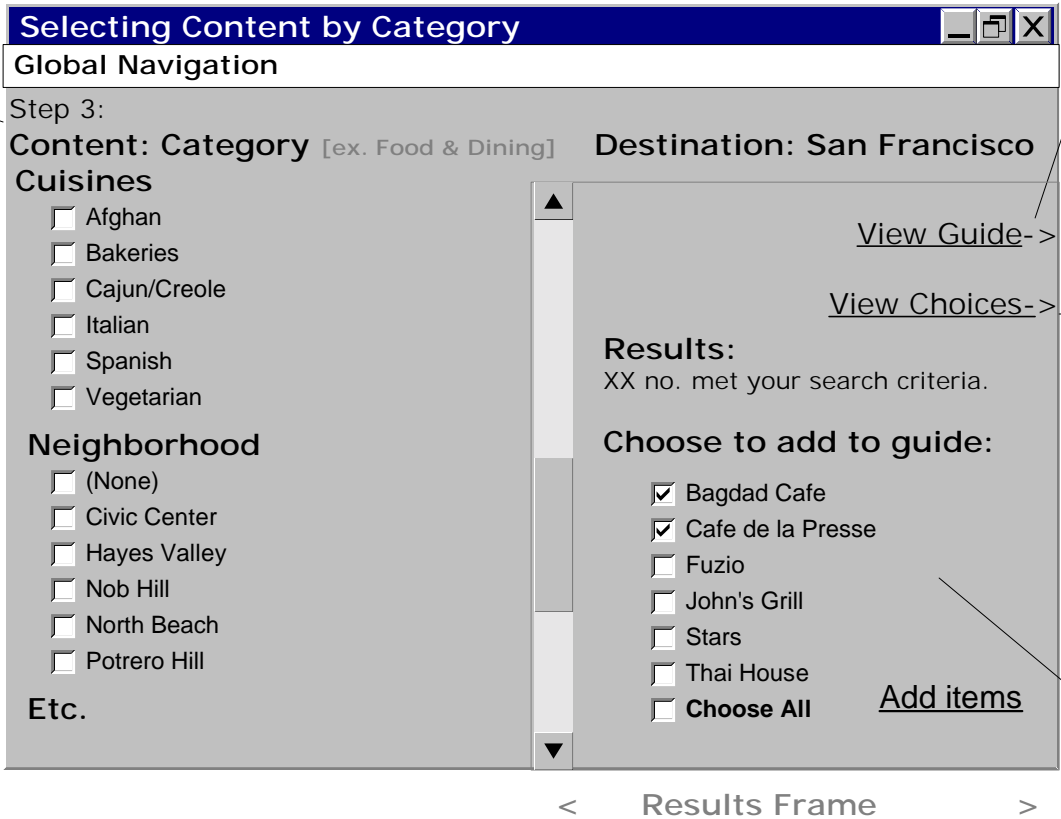 Selecting Content by Category
Global Navigation
Step 3:
Content: Category [ex. Food & Dining]
Cuisines
Afghan
Bakeries
Cajun/Creole
Italian
Spanish
Vegetarian
Neighborhood
(None)
Civic Center
Hayes Valley
Nob Hill
North Beach
Potrero Hill
Etc.
Destination: San Francisco
View Guide->
View Choices->
Results:
XX no. met your search criteria.
Choose to add to guide:
Bagdad Cafe
Cafe de la Presse
Fuzio
John's Grill
Stars
Thai House
Choose All
Add items
< Results Frame >